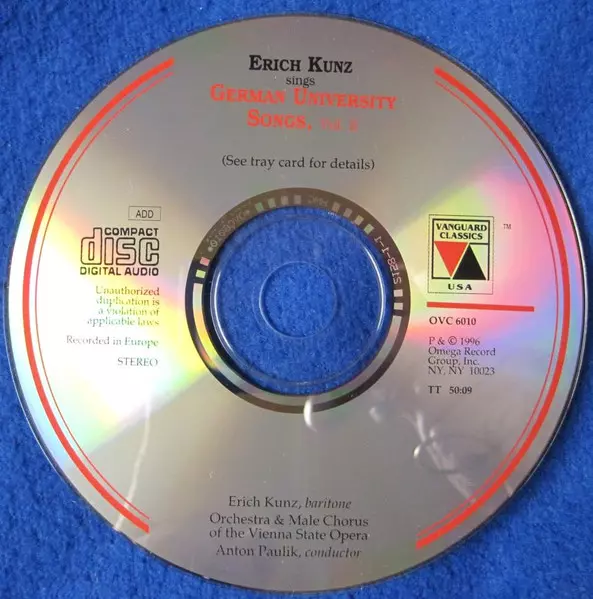 ERICH KUNZ
sings
GERMAN UNIVERSITY
SONGS,
(See tray card for details)
ADD
COMPACT
disc
DIGITAL AUDIO
Unauthorized
duplication is
a violation of
applicable laws
Recorded in Europe
STEREO
VANGUARD
CLASSICS
USA
TM
OVC 6010
P & © 1996
Omega Record
Group, Inc.
NY, NY 10023
TT 50:09
Erich Kunz, baritone
Orchestra & Male Chorus
of the Vienna State Opera
Anton Paulik, conductor